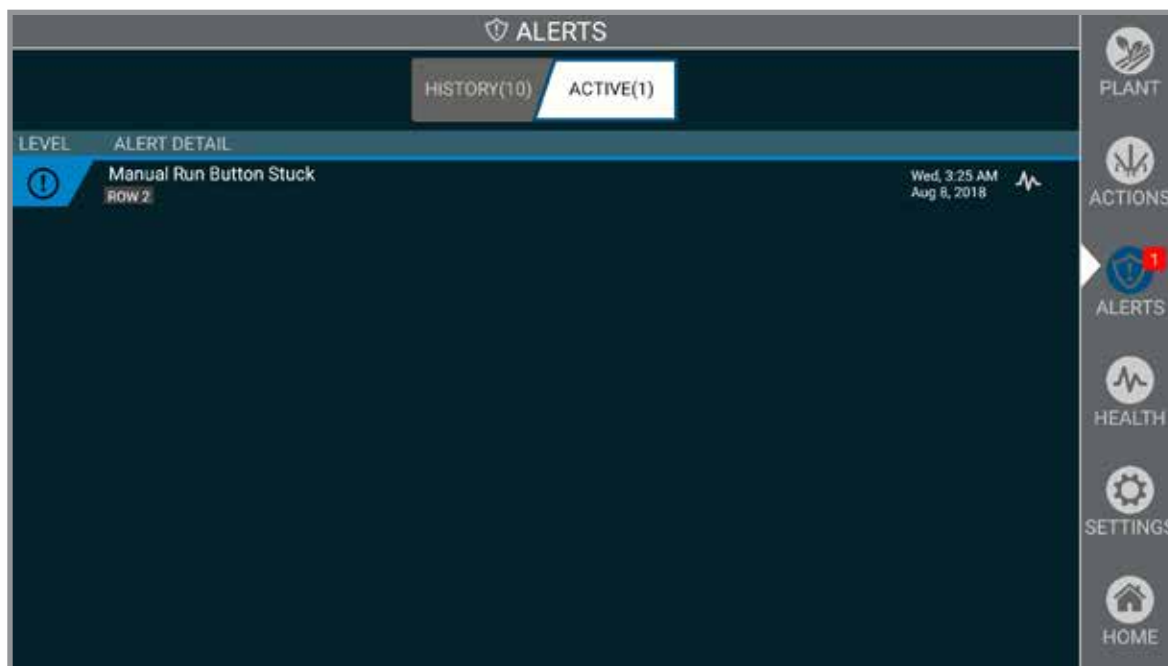 ALERTS
HISTORY(10) ACTIVE(1)
LEVEL ALERT DETAIL
Manual Run Button Stuck
ROW 2
Wed, 3:25 AM
Aug 8, 2018
PLANT
ACTIONS
1
ALERTS
HEALTH
SETTINGS
HOME